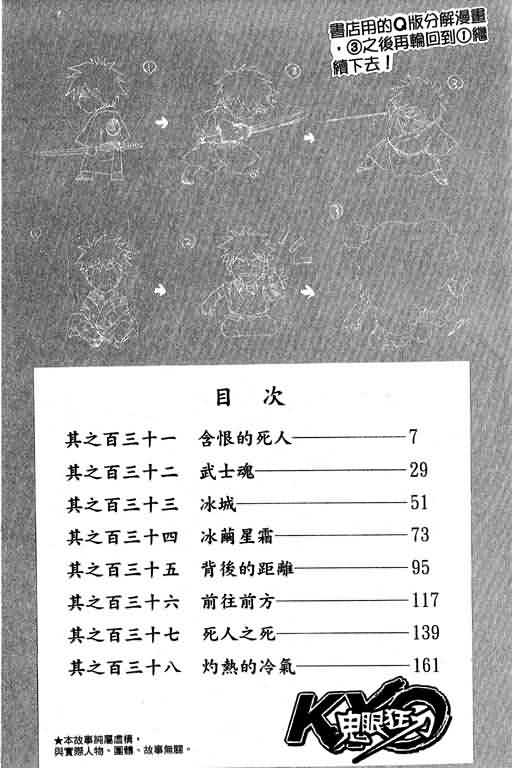 書店用的Q版分解漫畫
，③之後再輪回到①繼
續下去！
① ② ③
① ② ③
目 次
其之百三十一 含恨的死人 7
其之百三十二 武士魂 29
其之百三十三 冰城 51
其之百三十四 冰繭星霜 73
其之百三十五 背後的距離 95
其之百三十六 前往前方 117
其之百三十七 死人之死 139
其之百三十八 灼熱的冷氣 161
KYO
鬼眼狂刀
★本故事純屬虛構，
與實際人物、團體、故事無關。